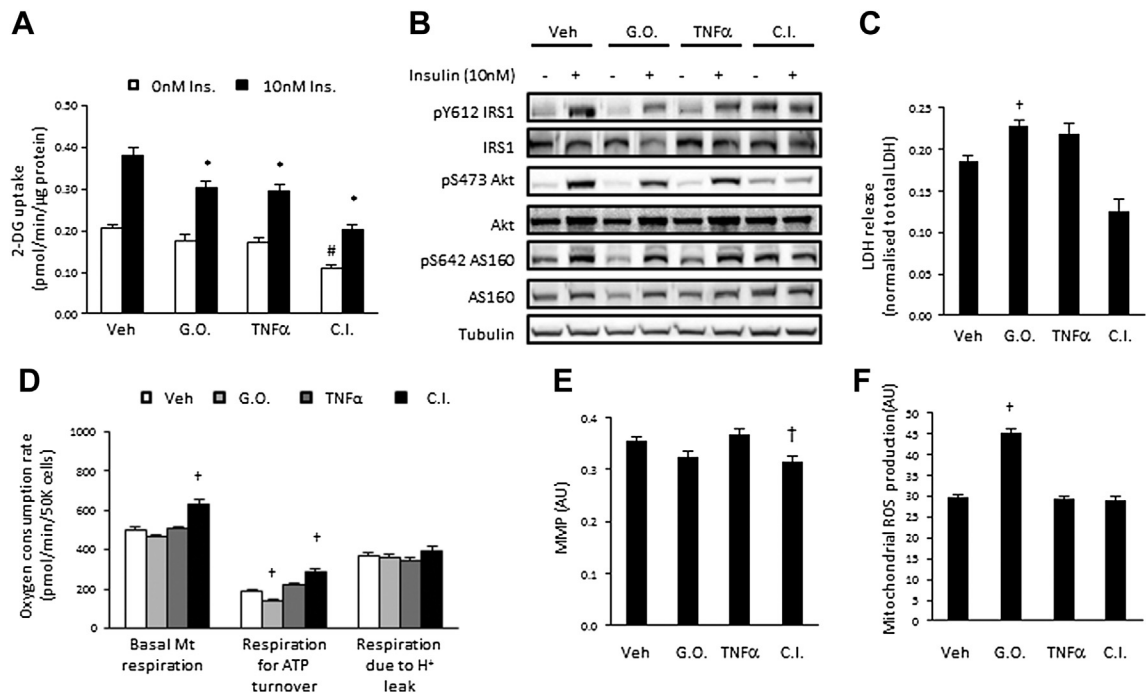 A
0nM Ins. 10nM Ins.
2-DG uptake
(pmol/min/µg protein)
0.50
0.40
0.30
0.20
0.10
0.00
* * # *
Veh G.O. TNFα C.I.
B
Veh G.O. TNFα C.I.
Insulin (10nM) - + - + - + - +
pY612 IRS1
IRS1
pS473 Akt
Akt
pS642 AS160
AS160
Tubulin
C
LDH release
(normalised to total LDH)
0.25
0.20
0.15
0.10
0.05
0.00
†
Veh G.O. TNFα C.I.
D
Veh G.O. TNFα C.I.
Oxygen consumption rate
(pmol/min/50K cells)
1000
800
600
400
200
0
† † †
Basal Mt
respiration
Respiration
for ATP
turnover
Respiration
due to H+
leak
E
MMP (AU)
0.4
0.3
0.2
0.1
0.0
†
Veh G.O. TNFα C.I.
F
Mitochondrial ROS production(AU)
50
45
40
35
30
25
20
15
10
5
†
Veh G.O. TNFα C.I.